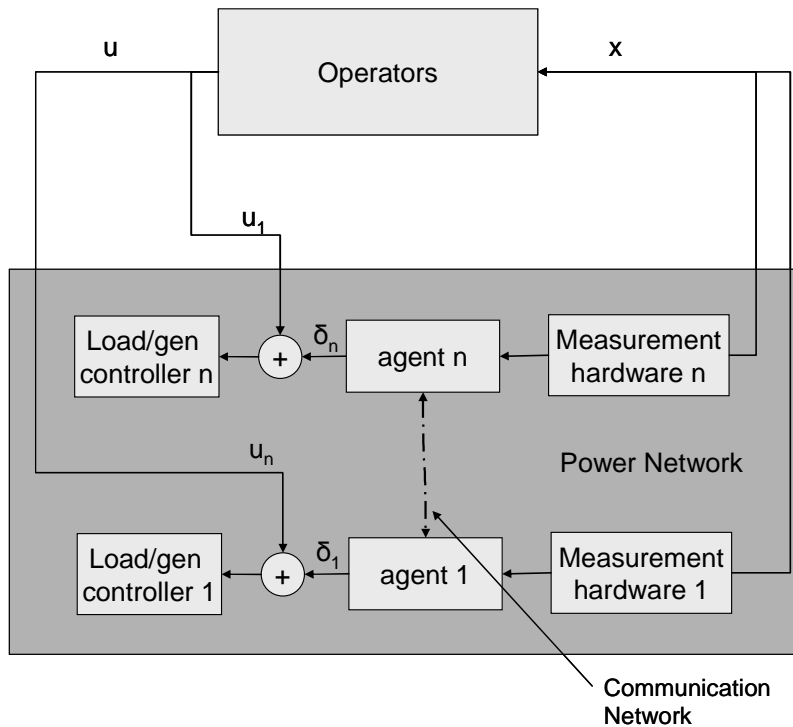 u
x
Operators
u₁
Load/gen
controller n
+
δₙ
agent n
Measurement
hardware n
uₙ
Power Network
Load/gen
controller 1
+
δ₁
agent 1
Measurement
hardware 1
Communication
Network